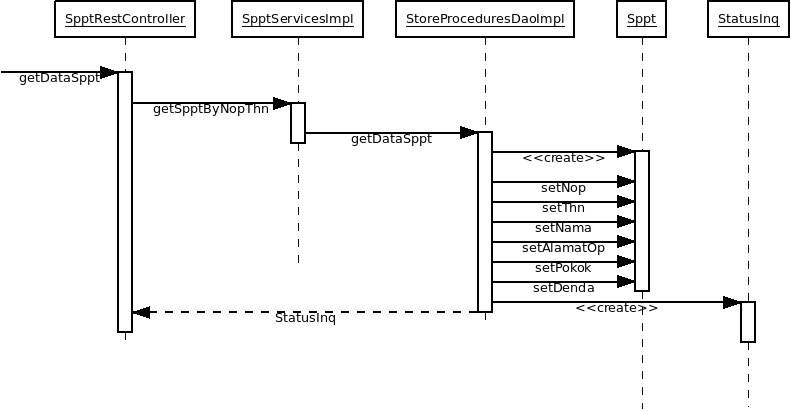 SpptRestController
SpptServicesImpl
StoreProceduresDaoImpl
Sppt
StatusInq
getDataSppt
getSpptByNopThn
getDataSppt
<<create>>
setNop
setThn
setNama
setAlamatOp
setPokok
setDenda
<<create>>
StatusInq